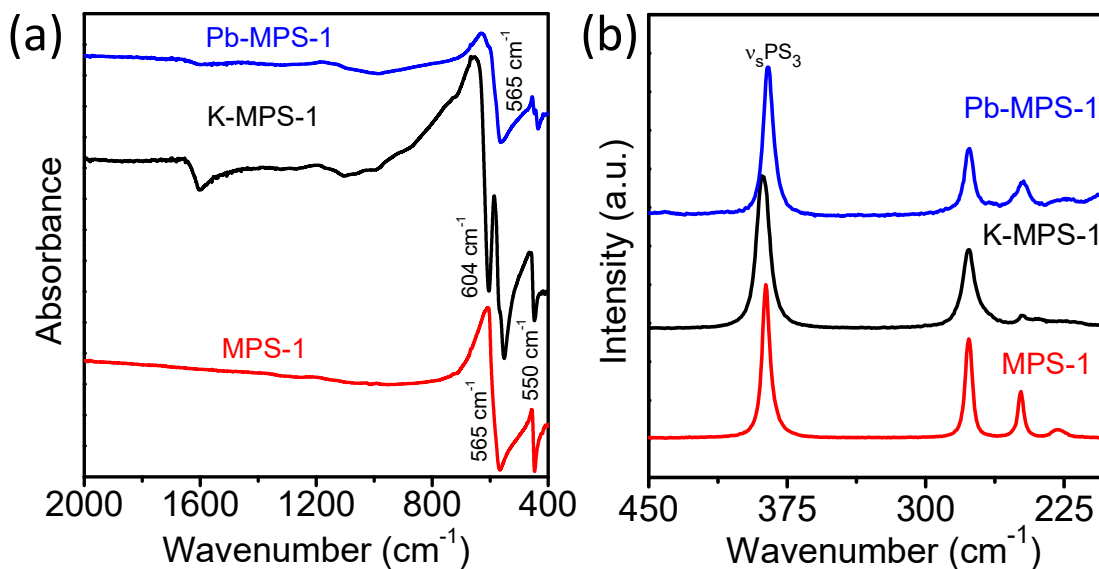 (a)
Pb-MPS-1
K-MPS-1
MPS-1
565 cm⁻¹
604 cm⁻¹
550 cm⁻¹
565 cm⁻¹
Absorbance
2000 1600 1200 800 400
Wavenumber (cm⁻¹)
(b)
νₛPS₃
Pb-MPS-1
K-MPS-1
MPS-1
Intensity (a.u.)
450 375 300 225
Wavenumber (cm⁻¹)